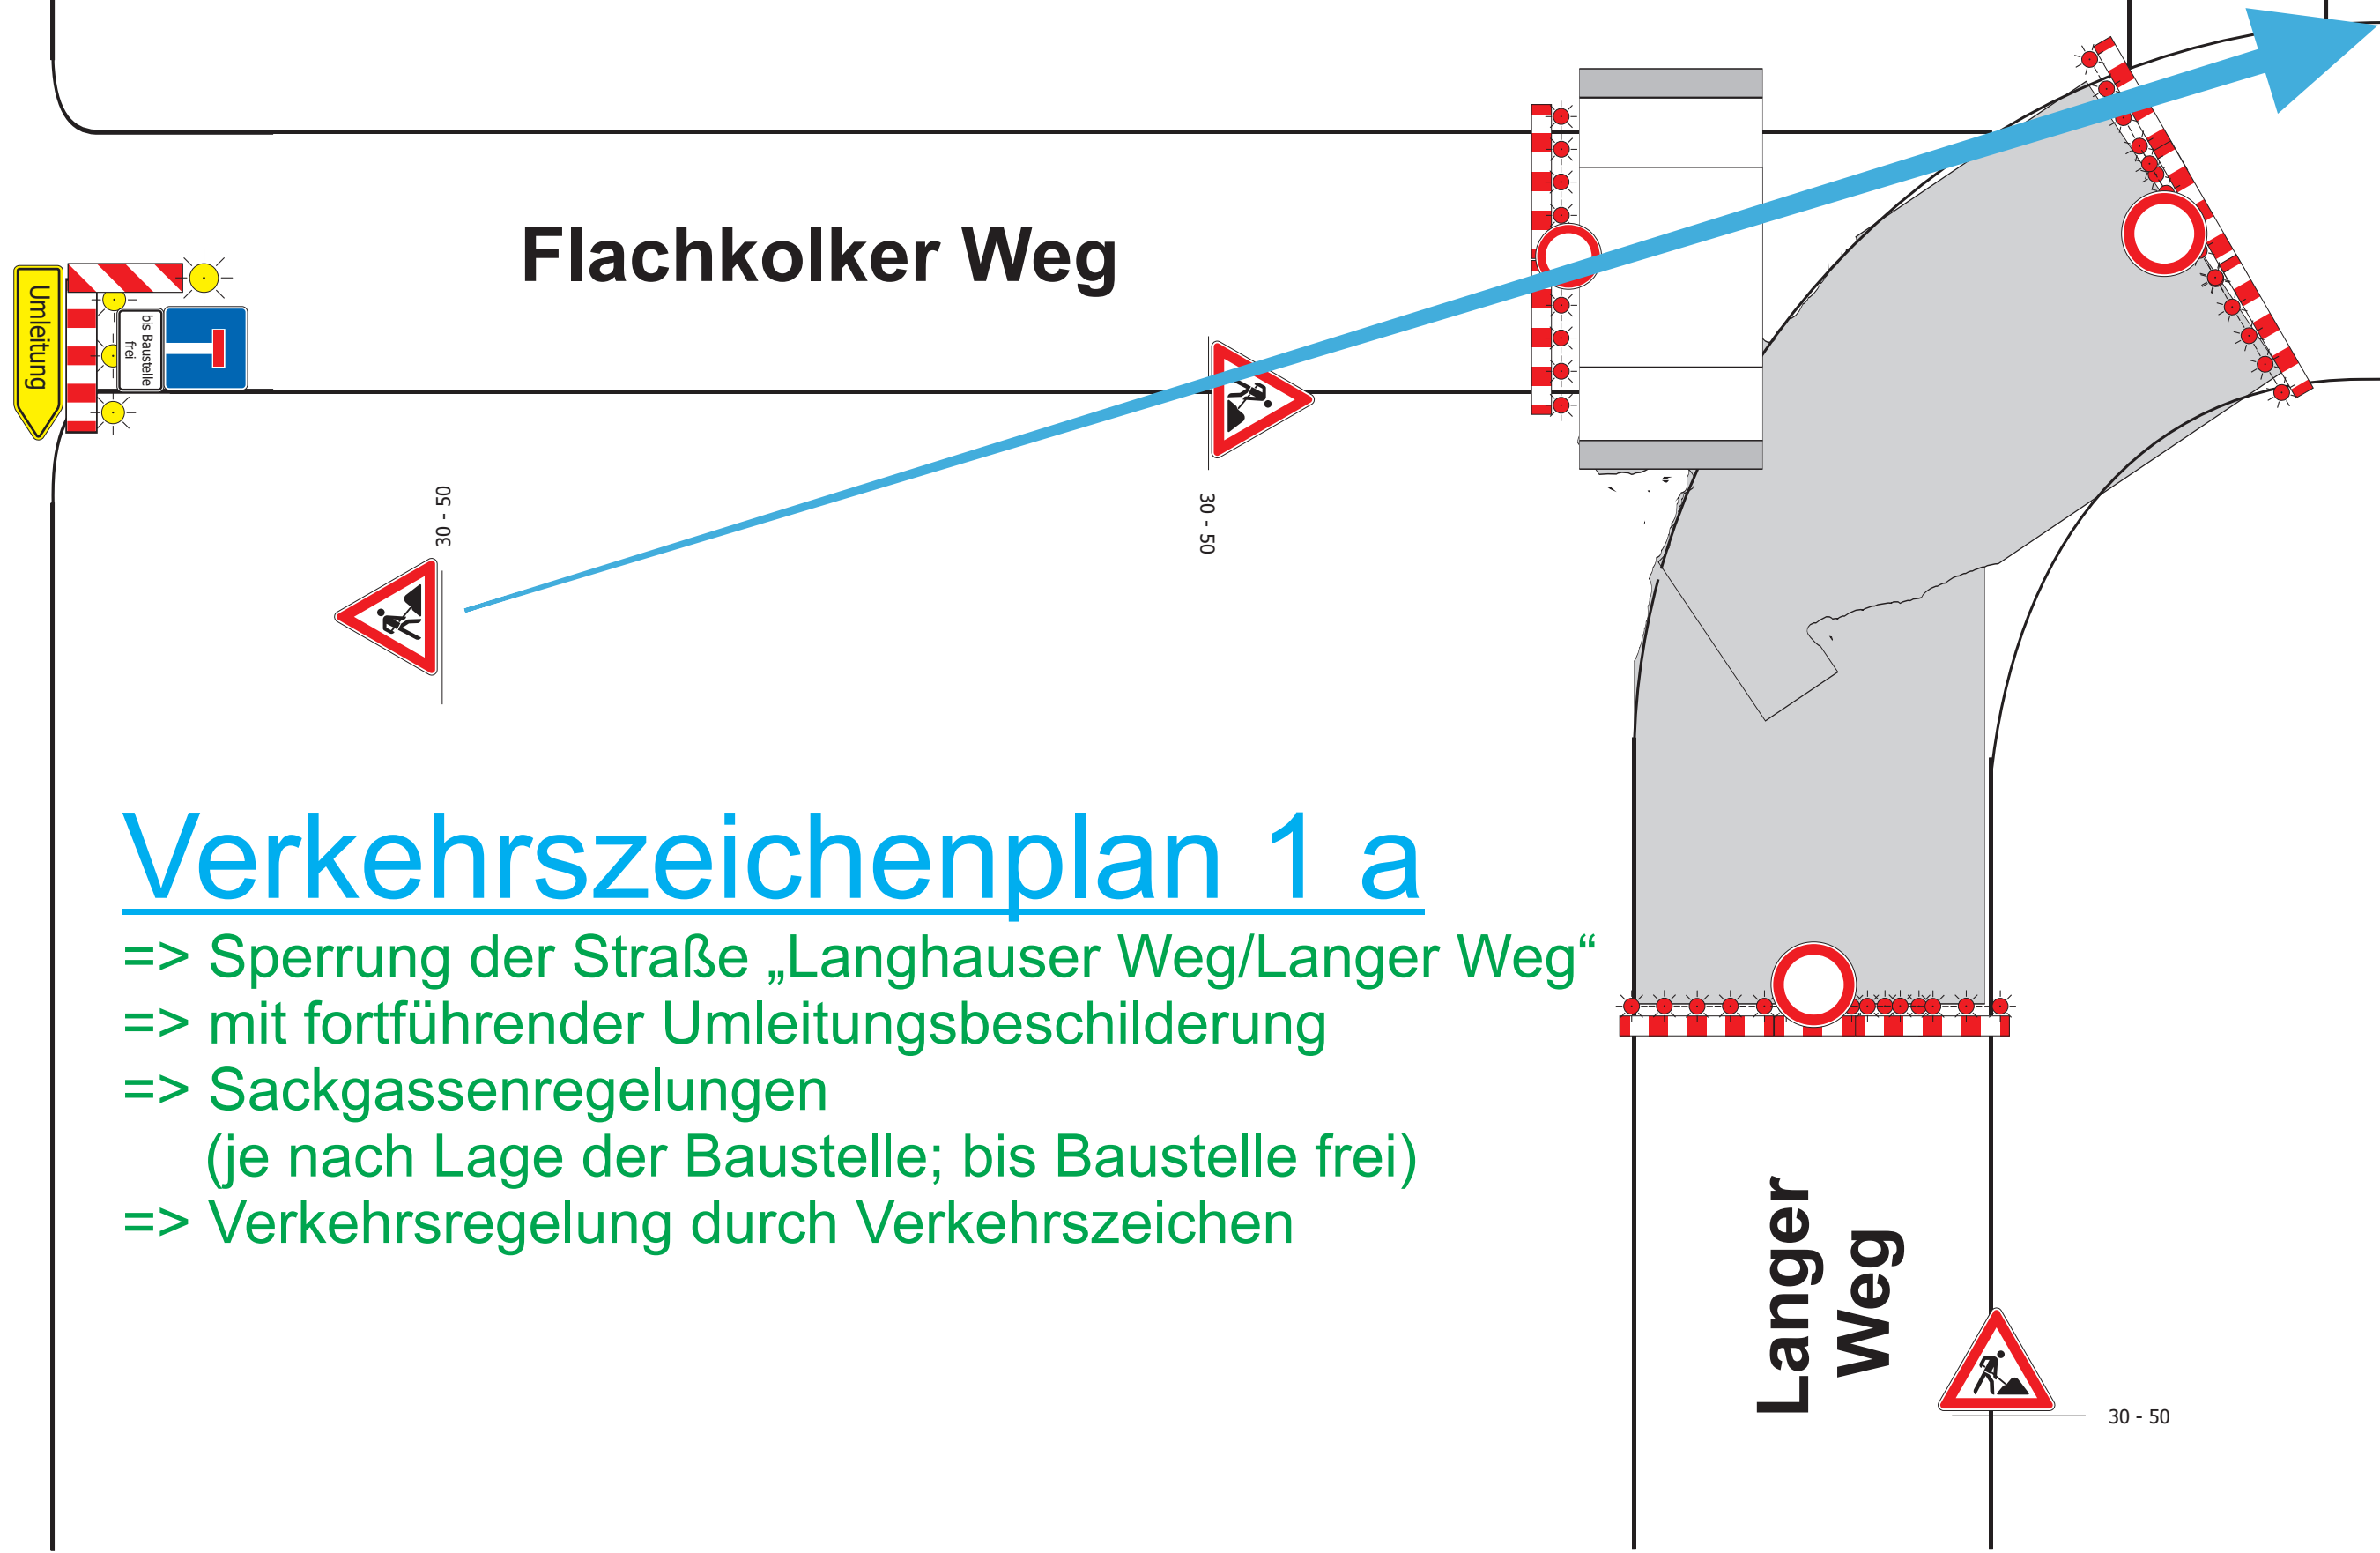 Flachkolker Weg
Umleitung
bis Baustelle
frei
30 - 50
30 - 50
Verkehrszeichenplan 1 a
=> Sperrung der Straße „Langhauser Weg/Langer Weg“
=> mit fortführender Umleitungsbeschilderung
=> Sackgassenregelungen
(je nach Lage der Baustelle; bis Baustelle frei)
=> Verkehrsregelung durch Verkehrszeichen
Langer
Weg
30 - 50